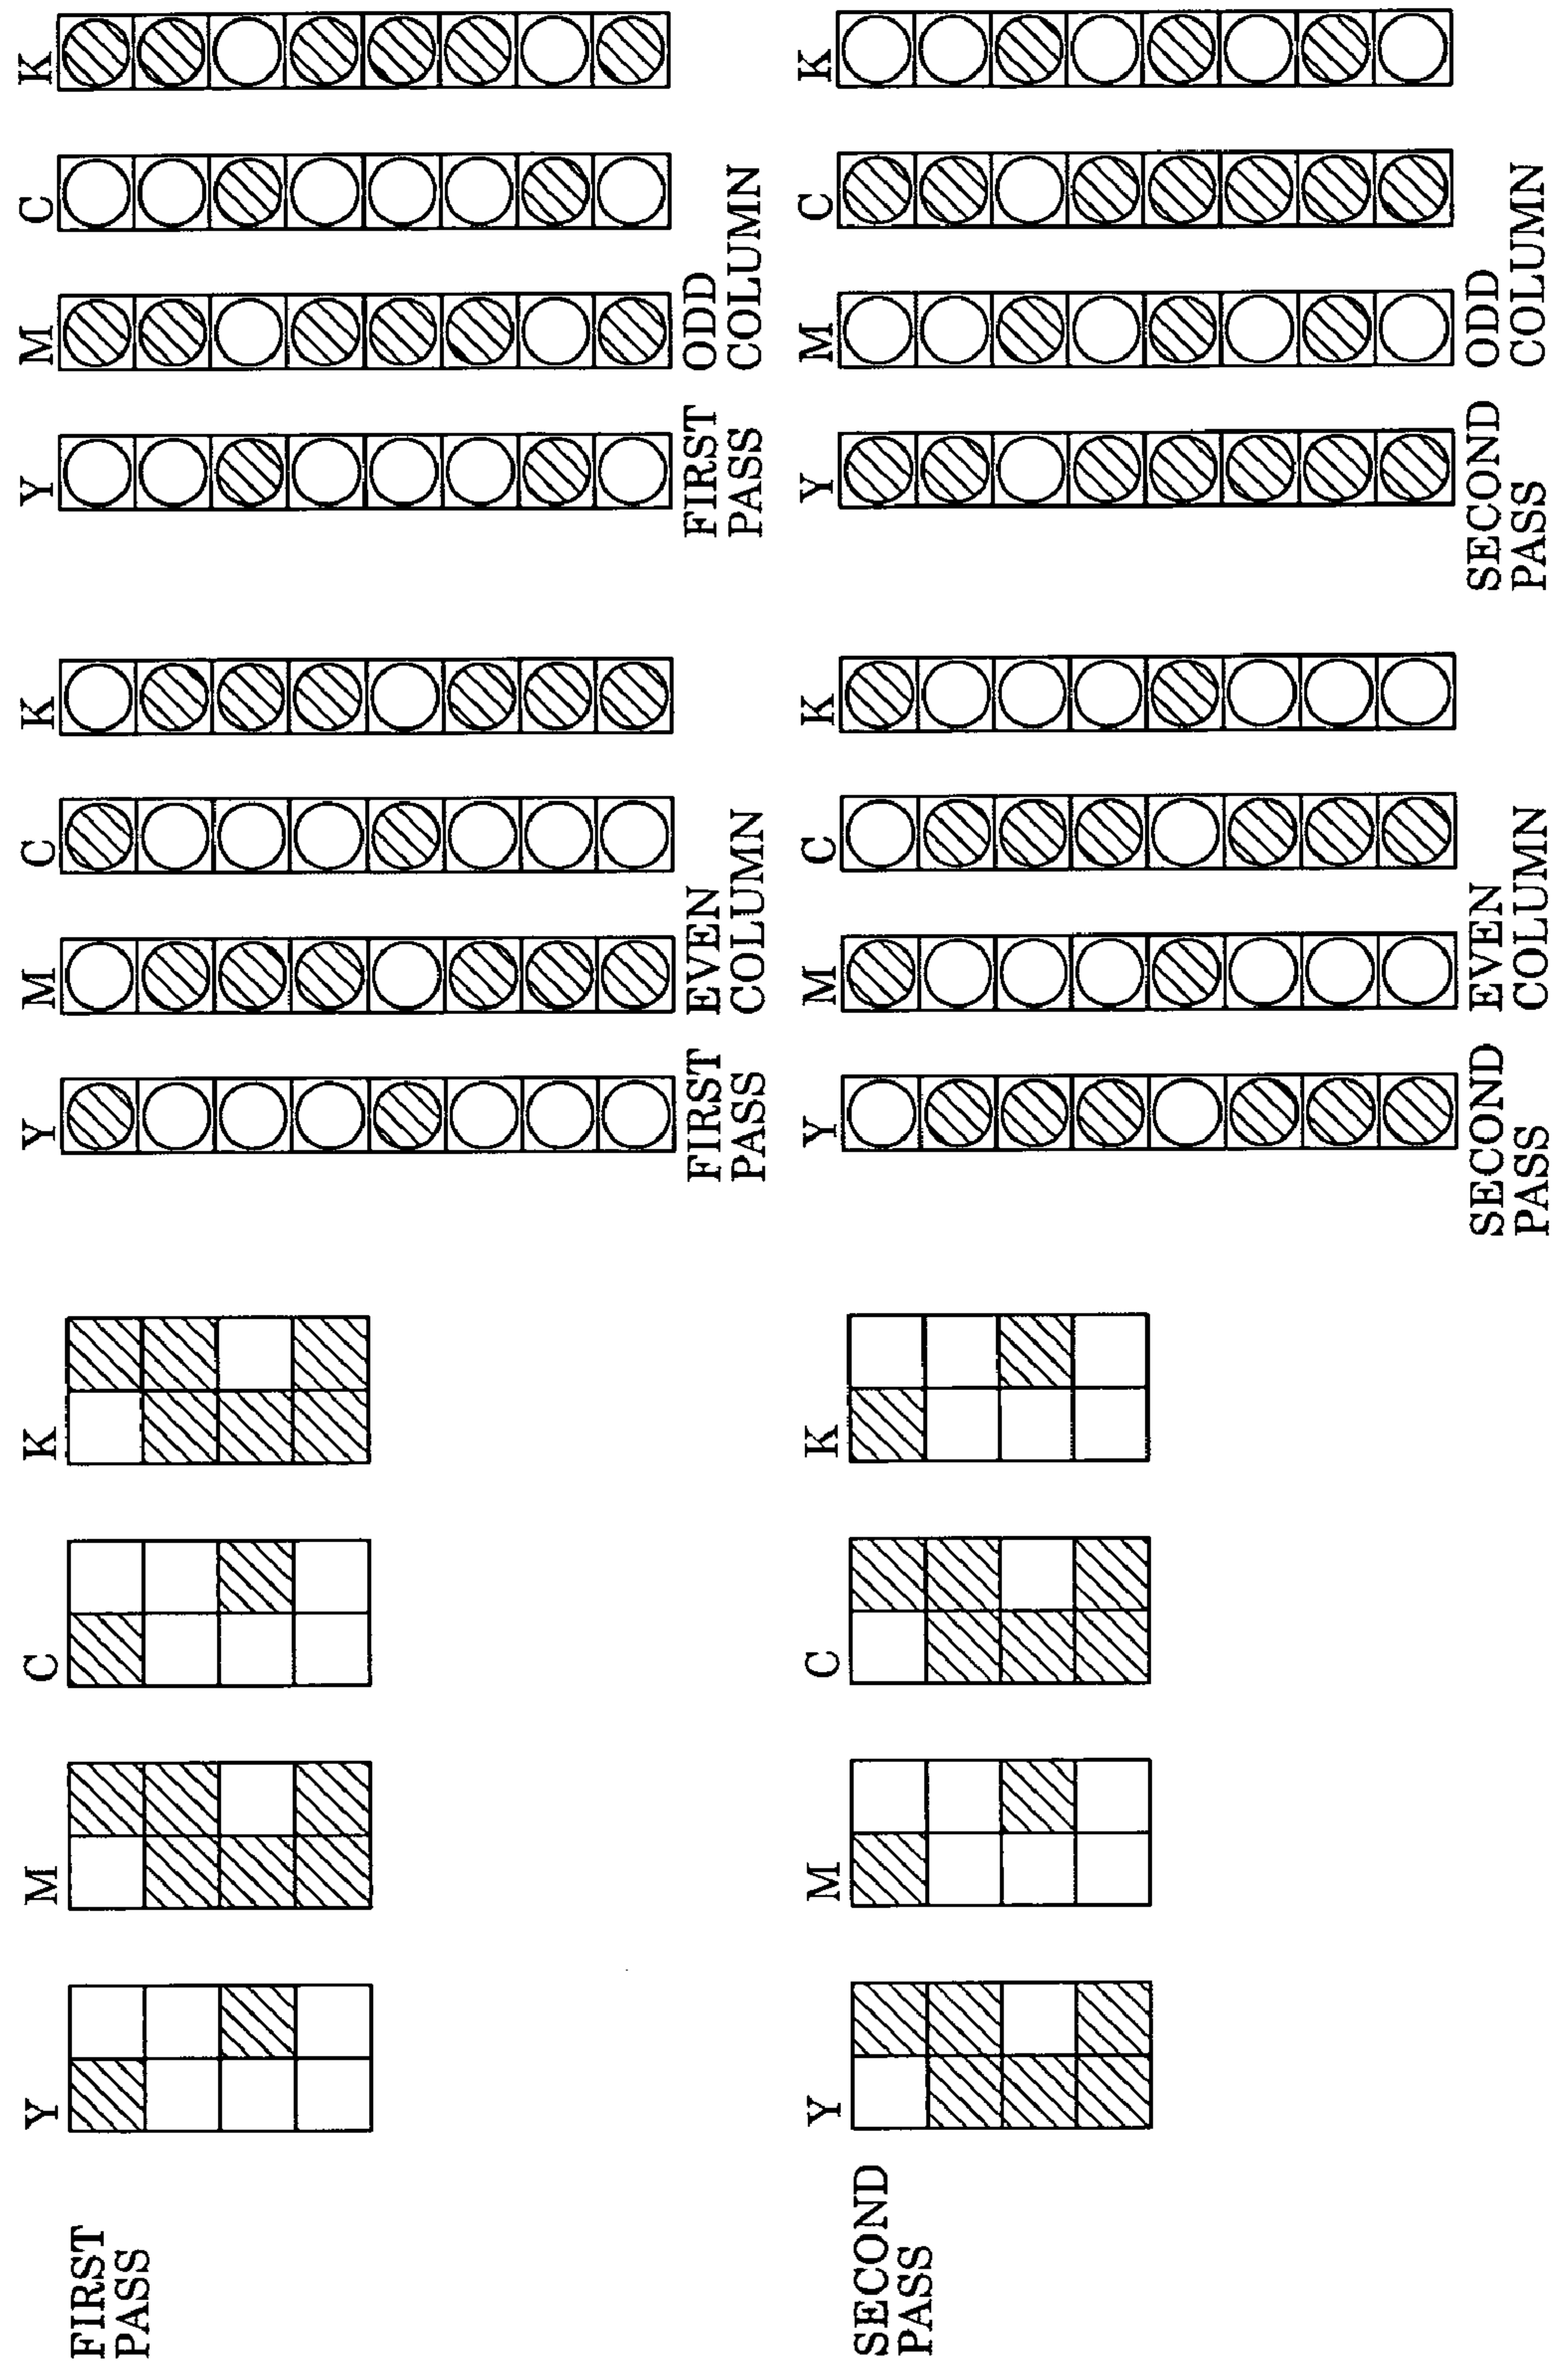 FIRST
PASS
Y M C K
Y M C K
FIRST EVEN
PASS COLUMN
Y M C K
FIRST ODD
PASS COLUMN
SECOND
PASS
Y M C K
Y M C K
SECOND EVEN
PASS COLUMN
Y M C K
SECOND ODD
PASS COLUMN